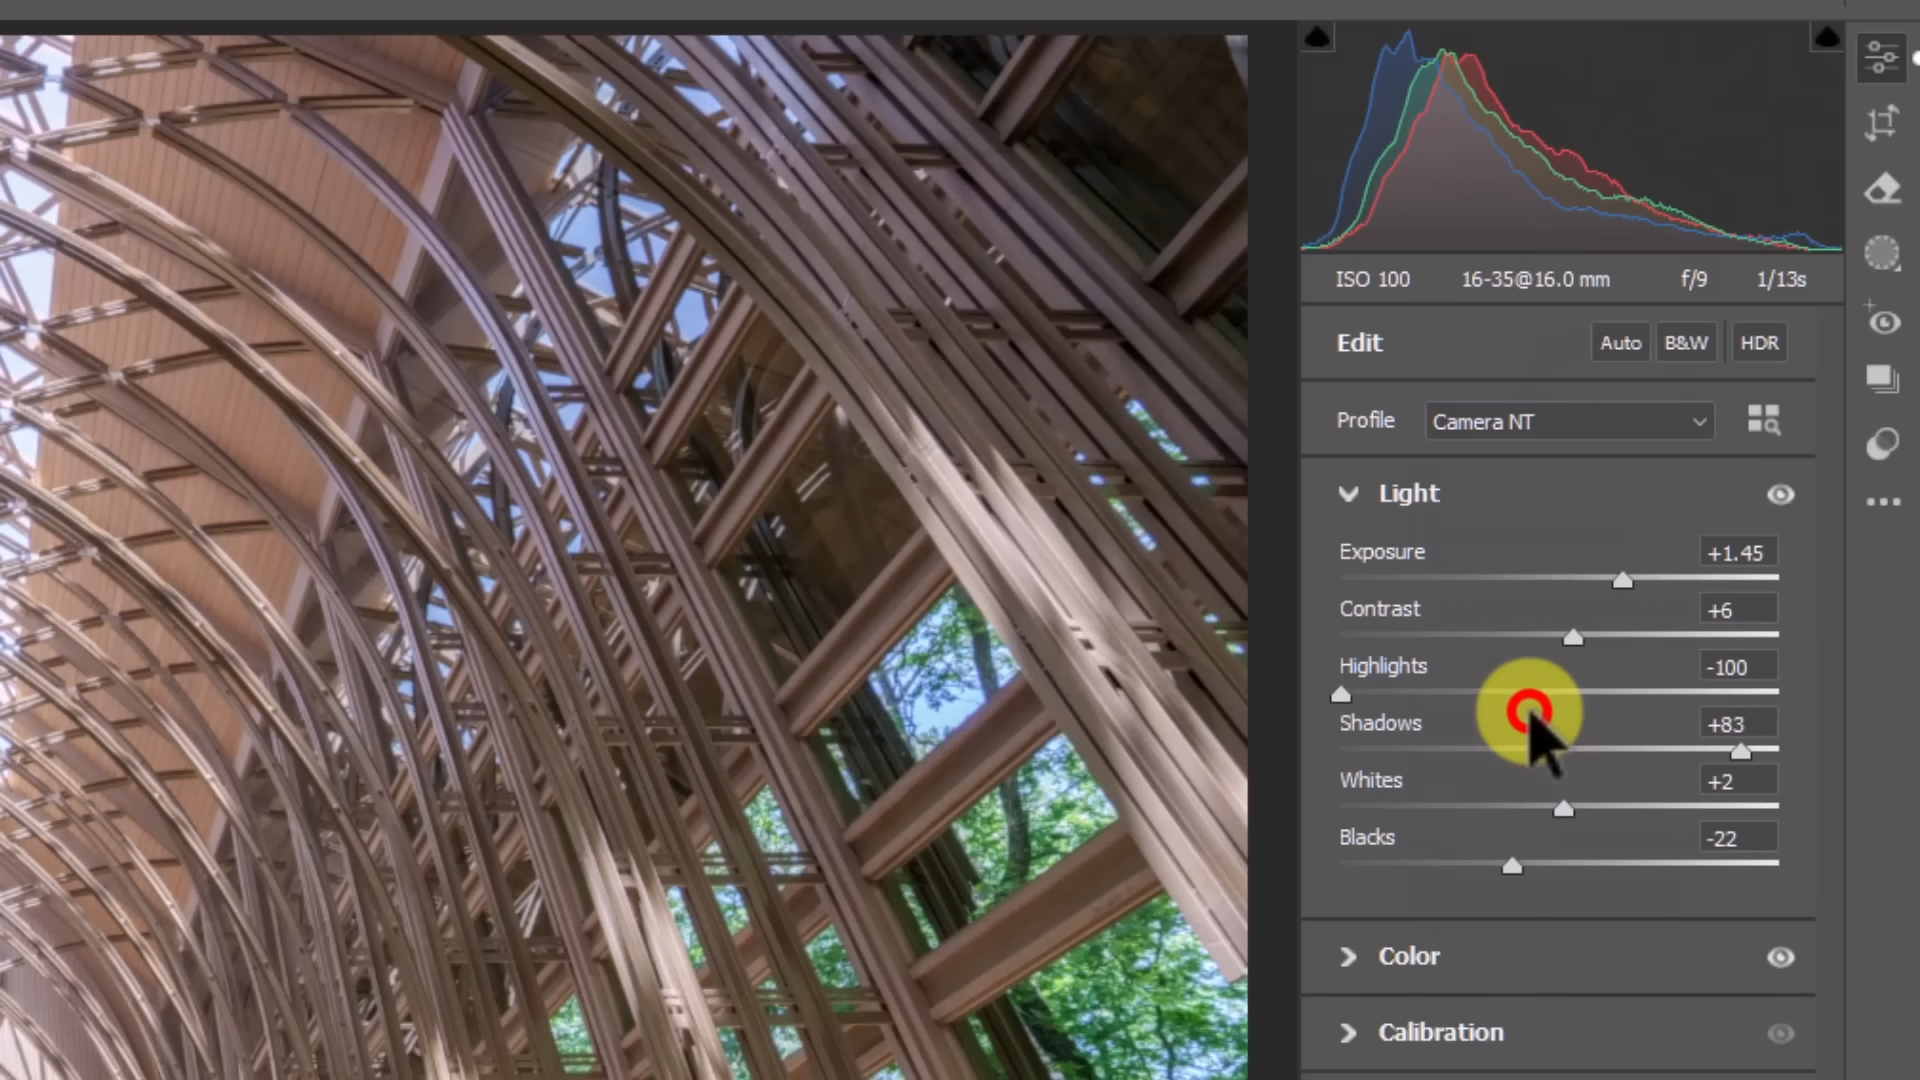 ISO 100 16-35@16.0 mm f/9 1/13s
Edit Auto B&W HDR
Profile Camera NT
Light
Exposure +1.45
Contrast +6
Highlights -100
Shadows +83
Whites +2
Blacks -22
Color
Calibration